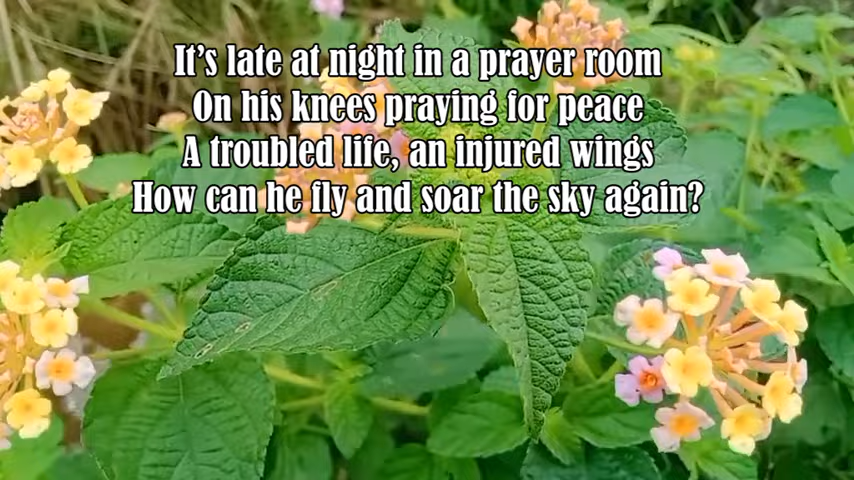 It’s late at night in a prayer room
On his knees praying for peace
A troubled life, an injured wings
How can he fly and soar the sky again?